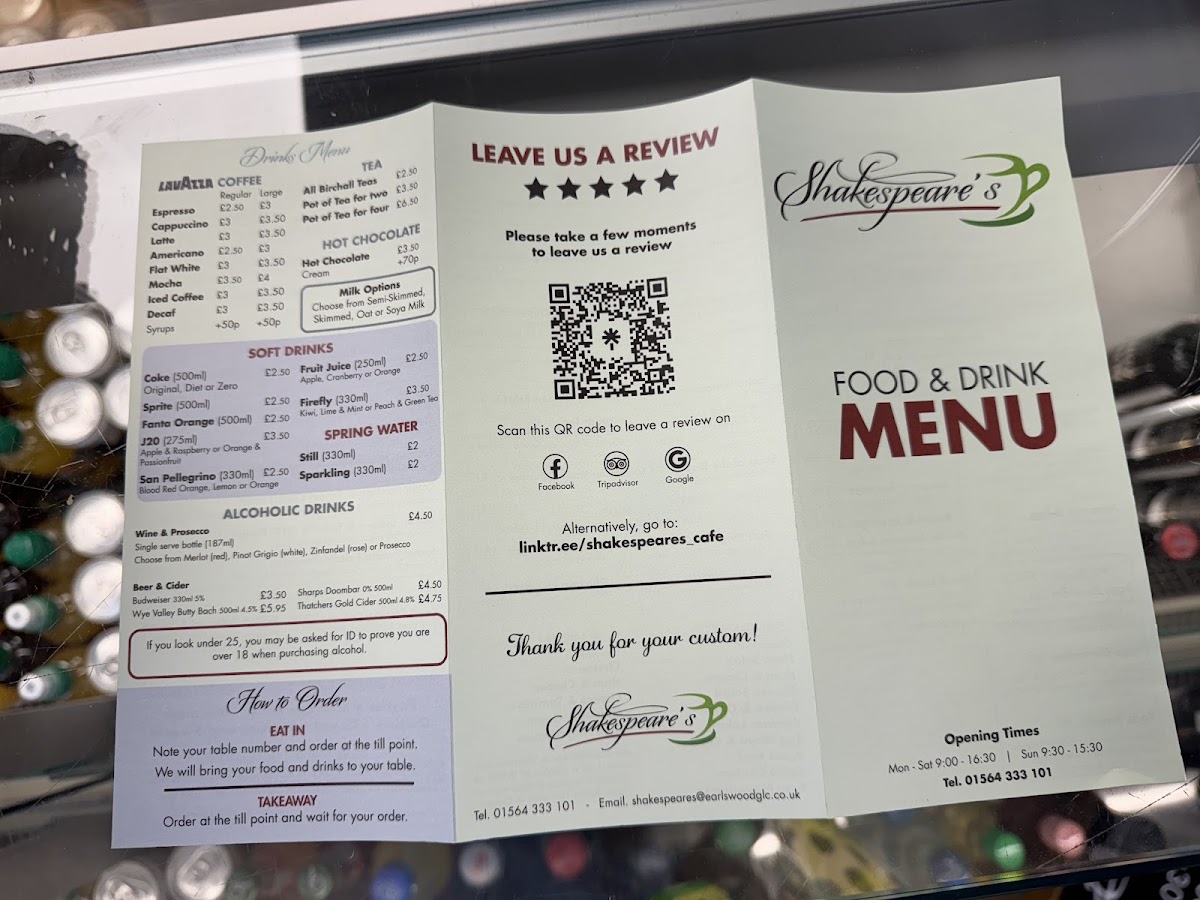 Drinks Menu
LAVAZZA COFFEE
Regular Large
Espresso £2.50 £3
Cappuccino £3 £3.50
Latte £3 £3.50
Americano £2.50 £3
Flat White £3 £3.50
Mocha £3.50 £4
Iced Coffee £3 £3.50
Decaf £3 £3.50
Syrups +50p +50p
TEA
All Birchall Teas £2.50
Pot of Tea for two £3.50
Pot of Tea for four £6.50
HOT CHOCOLATE
Hot Chocolate £3.50
Cream +70p
Milk Options
Choose from Semi-Skimmed,
Skimmed, Oat or Soya Milk
SOFT DRINKS
Coke (500ml) £2.50
Original, Diet or Zero
Sprite (500ml) £2.50
Fanta Orange (500ml) £2.50
J20 (275ml) £3.50
Apple & Raspberry or Orange &
Passionfruit
San Pellegrino (330ml) £2.50
Blood Red Orange, Lemon or Orange
Fruit Juice (250ml) £2.50
Apple, Cranberry or Orange
Firefly (330ml) £3.50
Kiwi, Lime & Mint or Peach & Green Tea
SPRING WATER
Still (330ml) £2
Sparkling (330ml) £2
ALCOHOLIC DRINKS
Wine & Prosecco £4.50
Single serve bottle (187ml)
Choose from Merlot (red), Pinot Grigio (white), Zinfandel (rose) or Prosecco
Beer & Cider
Budweiser 330ml 5% £3.50
Wye Valley Butty Bach 500ml 4.5% £5.95
Sharps Doombar 0% 500ml £4.50
Thatchers Gold Cider 500ml 4.8% £4.75
If you look under 25, you may be asked for ID to prove you are
over 18 when purchasing alcohol.
How to Order
EAT IN
Note your table number and order at the till point.
We will bring your food and drinks to your table.
TAKEAWAY
Order at the till point and wait for your order.
LEAVE US A REVIEW
Please take a few moments
to leave us a review
Scan this QR code to leave a review on
Facebook Tripadvisor Google
Alternatively, go to:
linktr.ee/shakespeares_cafe
Thank you for your custom!
Shakespeare's
Tel. 01564 333 101 - Email. shakespeares@earlswoodglc.co.uk
Shakespeare's
FOOD & DRINK
MENU
Opening Times
Mon - Sat 9:00 - 16:30 | Sun 9:30 - 15:30
Tel. 01564 333 101